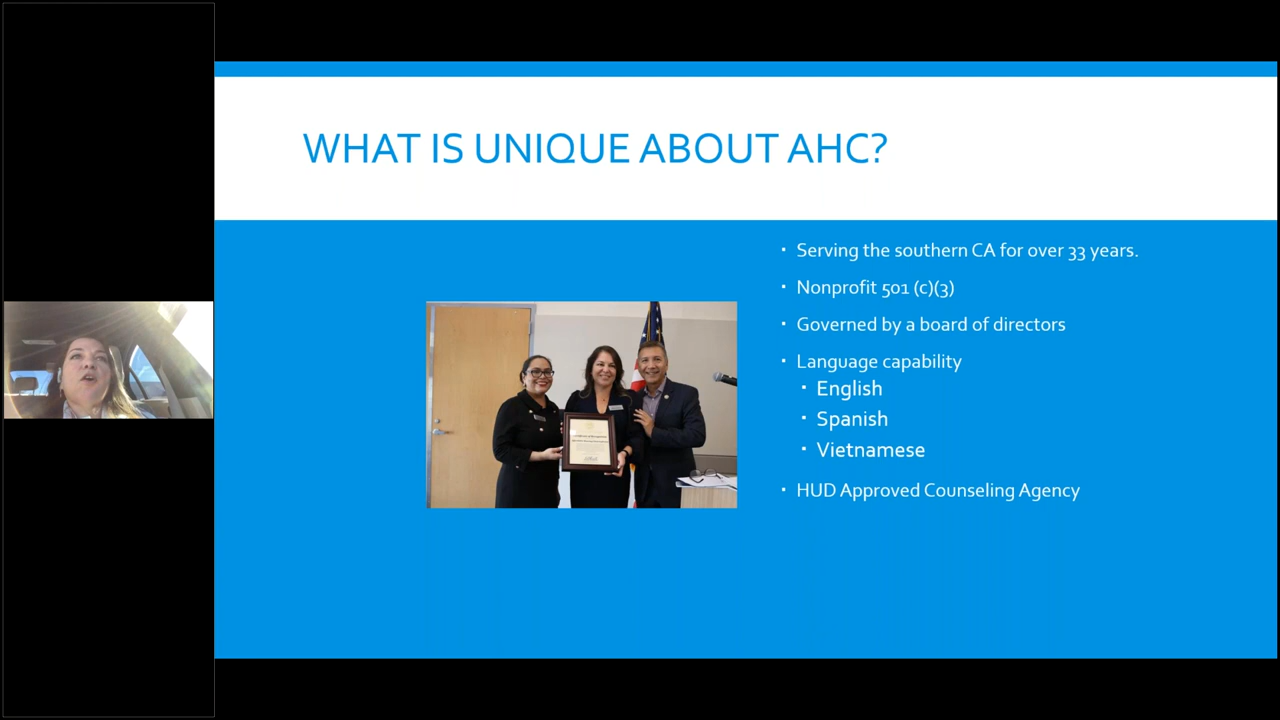 WHAT IS UNIQUE ABOUT AHC?
▪ Serving the southern CA for over 33 years.
▪ Nonprofit 501 (c)(3)
▪ Governed by a board of directors
▪ Language capability
▪ English
▪ Spanish
▪ Vietnamese
▪ HUD Approved Counseling Agency